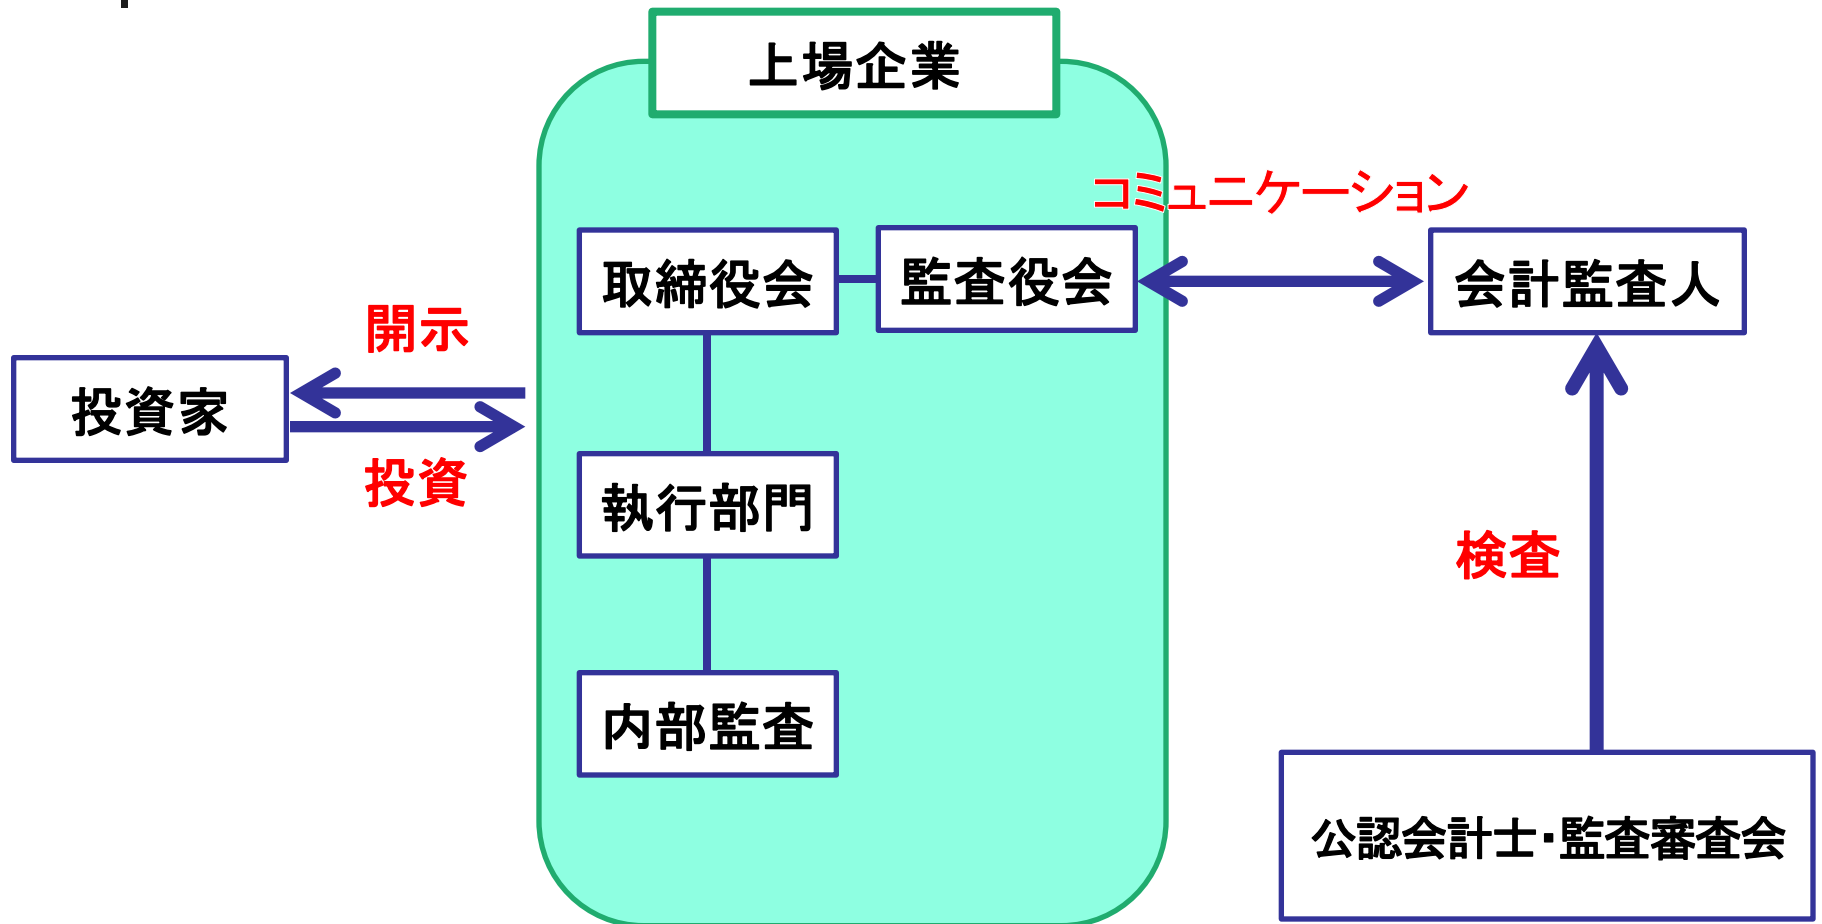 上場企業
コミュニケーション
取締役会
監査役会
会計監査人
開示
投資家
投資
執行部門
検査
内部監査
公認会計士・監査審査会